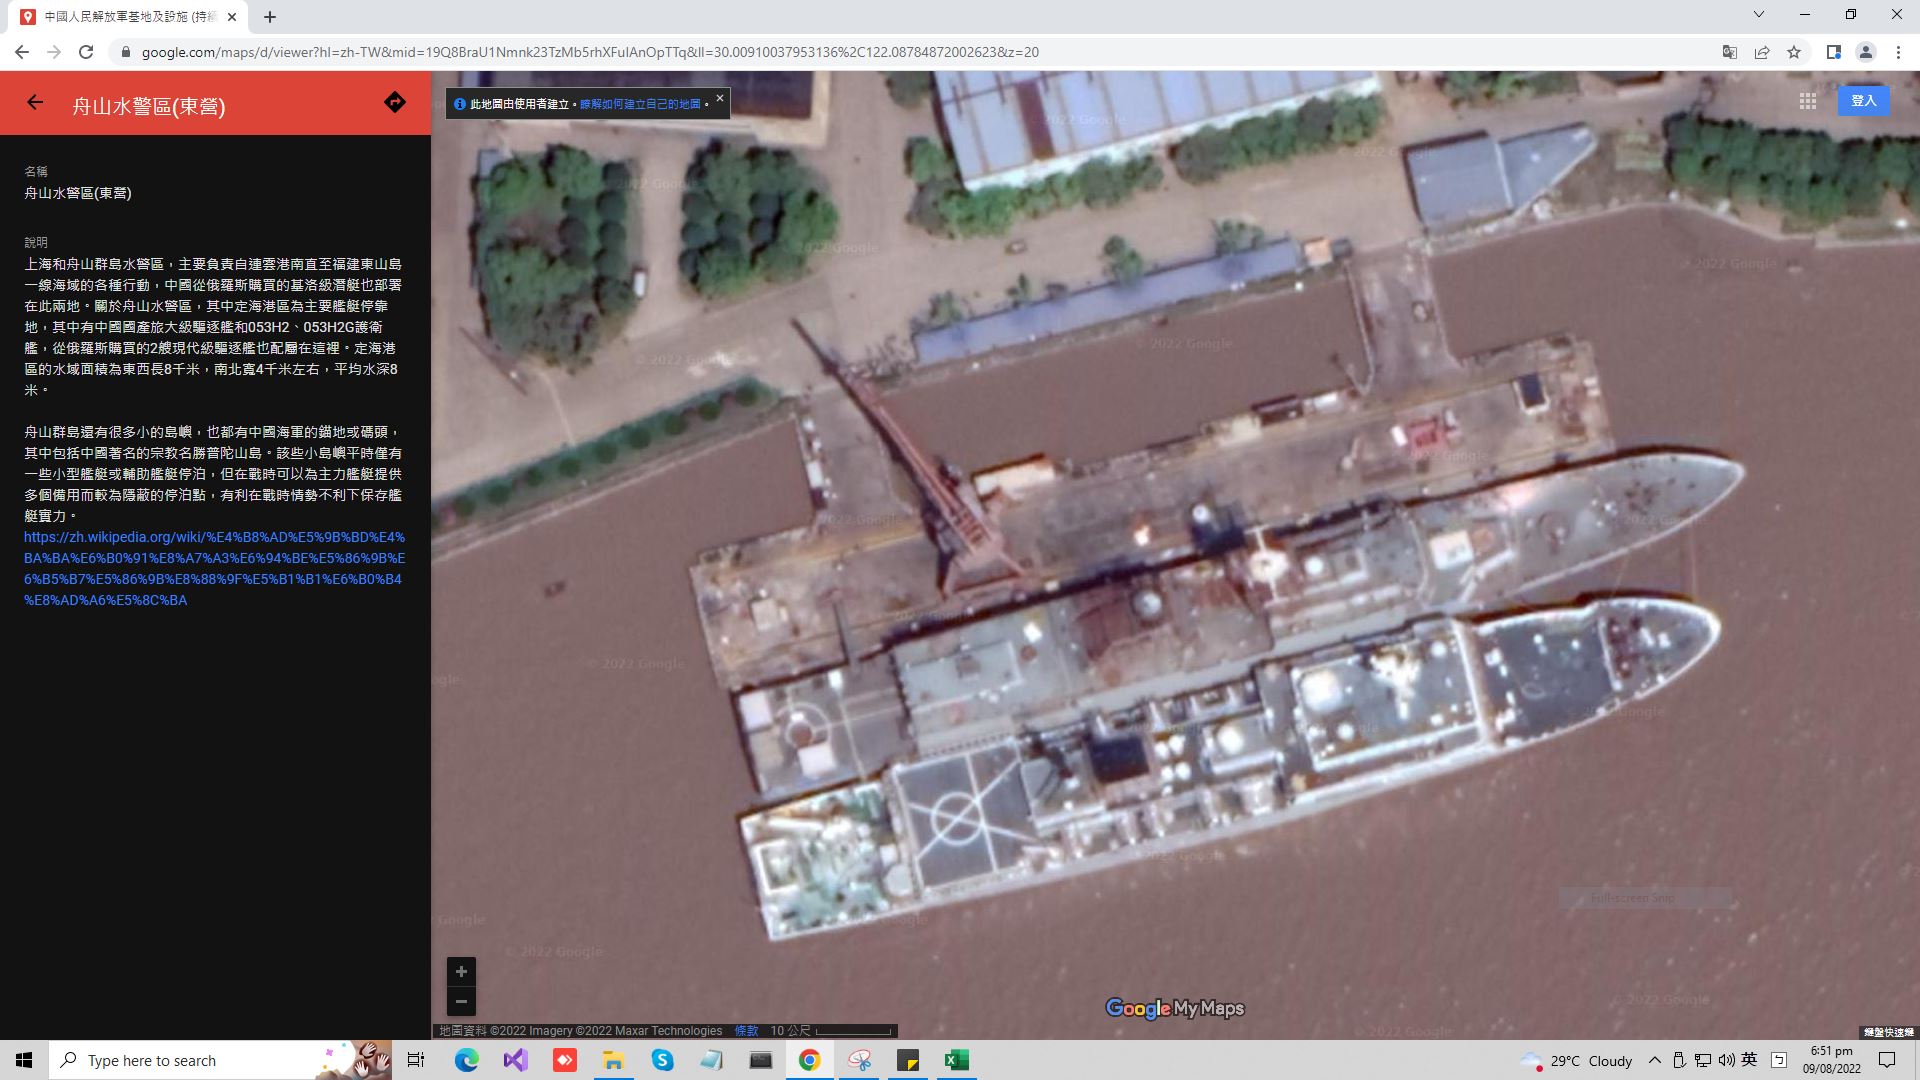 中國人民解放軍基地及設施 (持續
google.com/maps/d/viewer?hl=zh-TW&mid=19Q8BraU1Nmnk23TzMb5rhXFulAnOpTTq&ll=30.00910037953136%2C122.08784872002623&z=20
舟山水警區(東營)
此地圖由使用者建立。瞭解如何建立自己的地圖。
登入
名稱
舟山水警區(東營)
說明
上海和舟山群島水警區，主要負責自連雲港南直至福建東山島
一線海域的各種行動，中國從俄羅斯購買的基洛級潛艇也部署
在此兩地。關於舟山水警區，其中定海港區為主要艦艇停靠
地，其中有中國國產旅大級驅逐艦和053H2、053H2G護衛
艦，從俄羅斯購買的2艘現代級驅逐艦也配屬在這裡。定海港
區的水域面積為東西長8千米，南北寬4千米左右，平均水深8
米。
舟山群島還有很多小的島嶼，也都有中國海軍的錨地或碼頭，
其中包括中國著名的宗教名勝普陀山島。該些小島嶼平時僅有
一些小型艦艇或輔助艦艇停泊，但在戰時可以為主力艦艇提供
多個備用而較為隱蔽的停泊點，有利在戰時情勢不利下保存艦
艇實力。
https://zh.wikipedia.org/wiki/%E4%B8%AD%E5%9B%BD%E4%
BA%BA%E6%B0%91%E8%A7%A3%E6%94%BE%E5%86%9B%E
6%B5%B7%E5%86%9B%E8%88%9F%E5%B1%B1%E6%B0%B4
%E8%AD%A6%E5%8C%BA
Full-screen Snip
Google My Maps
地圖資料 ©2022 Imagery ©2022 Maxar Technologies 條款 10 公尺
鍵盤快速鍵
Type here to search
29°C Cloudy
英
6:51 pm
09/08/2022